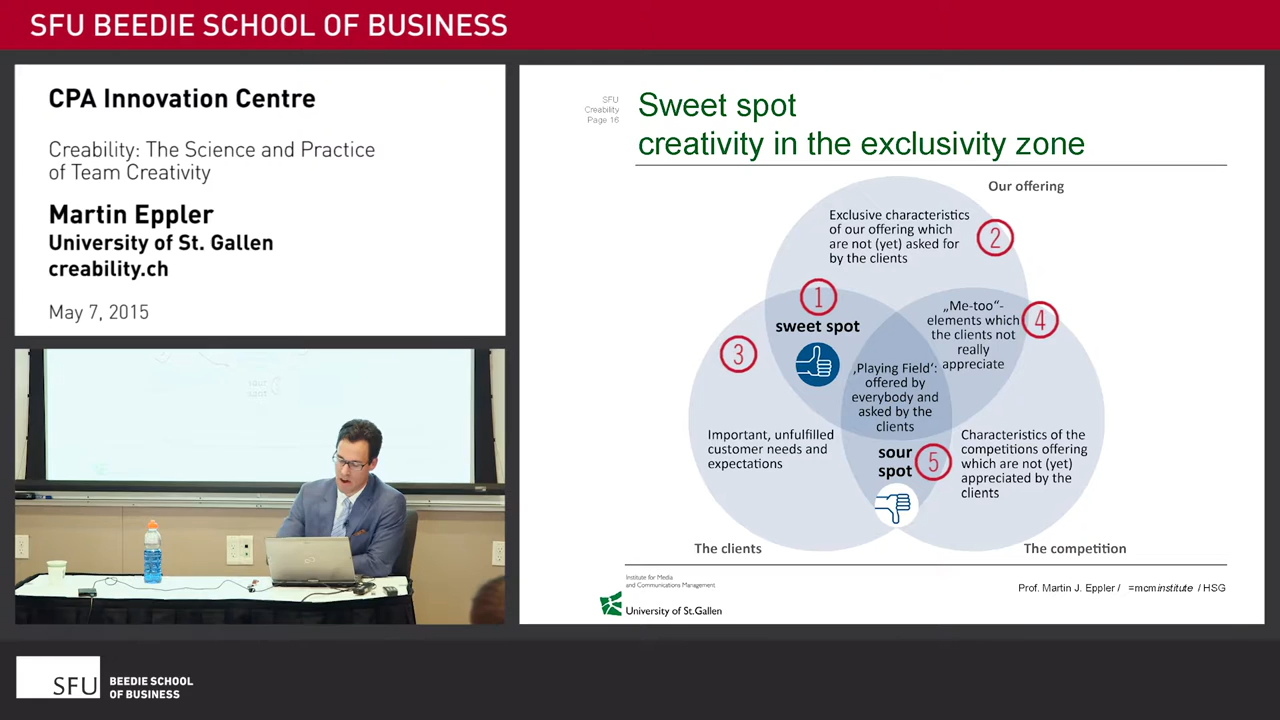 SFU BEEDIE SCHOOL OF BUSINESS
CPA Innovation Centre
Creability: The Science and Practice
of Team Creativity
Martin Eppler
University of St. Gallen
creability.ch
May 7, 2015
SFU
Creability
Page 16
Sweet spot
creativity in the exclusivity zone
Our offering
Exclusive characteristics
of our offering which
are not (yet) asked for
by the clients
2
1
sweet spot
3
„Me-too“-
elements which
the clients not
really
appreciate
4
‚Playing Field‘:
offered by
everybody and
asked by the
clients
Important, unfulfilled
customer needs and
expectations
sour
spot
5
Characteristics of the
competitions offering
which are not (yet)
appreciated by the
clients
The clients
The competition
Institute for Media
and Communications Management
University of St.Gallen
Prof. Martin J. Eppler / =mcminstitute / HSG
sour
spot
SFU
BEEDIE SCHOOL
OF BUSINESS